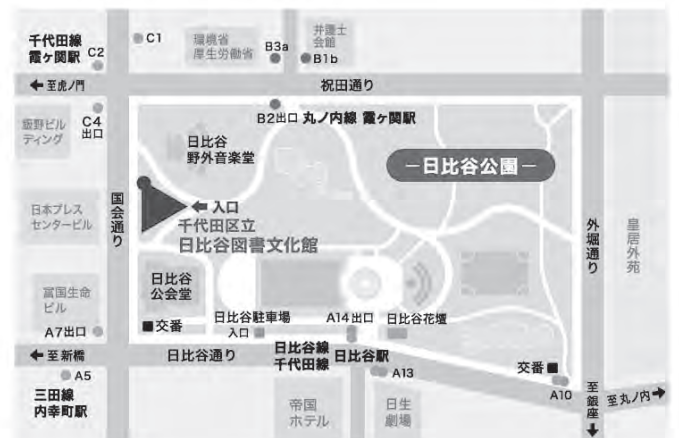 千代田線
霞ヶ関駅
C2
C1
環境省
厚生労働省
B3a
弁護士
会館
B1b
←至虎ノ門
祝田通り
飯野ビル
ディング
C4
出口
B2出口 丸ノ内線 霞ヶ関駅
日比谷
野外音楽堂
－日比谷公園－
日本プレス
センタービル
国会通り
←入口
千代田区立
日比谷図書文化館
外堀通り
皇居外苑
富国生命
ビル
日比谷
公会堂
A7出口
■交番
日比谷駐車場
入口
A14出口
日比谷花壇
←至新橋
日比谷通り
日比谷線
千代田線
日比谷駅
交番■
A5
A13
A10
至銀座
至丸ノ内→
三田線
内幸町駅
帝国
ホテル
日生
劇場